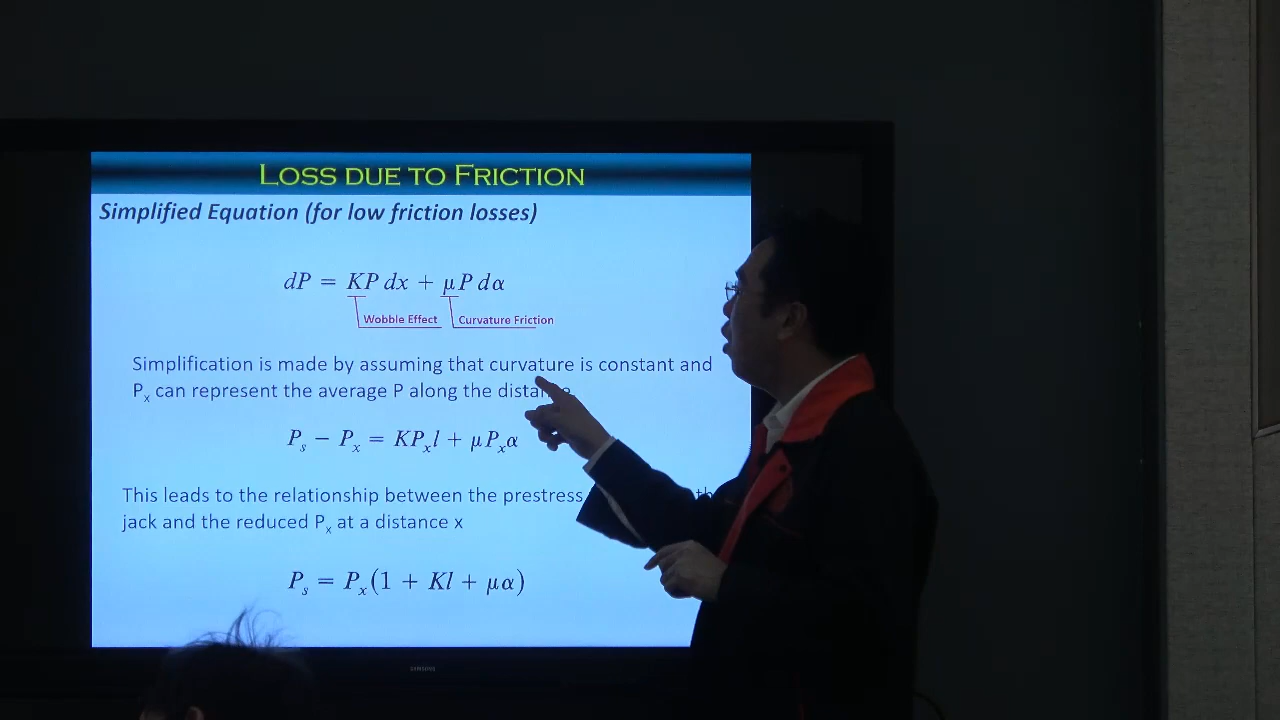 LOSS DUE TO FRICTION
Simplified Equation (for low friction losses)
dP = KP dx + μP dα
Wobble Effect Curvature Friction
Simplification is made by assuming that curvature is constant and
Pₓ can represent the average P along the
Pₛ − Pₓ = KPₓl + μPₓα
This leads to the relationship between the prestress
jack and the reduced Pₓ at a distance x
Pₛ = Pₓ(1 + Kl + μα)
SAMSUNG